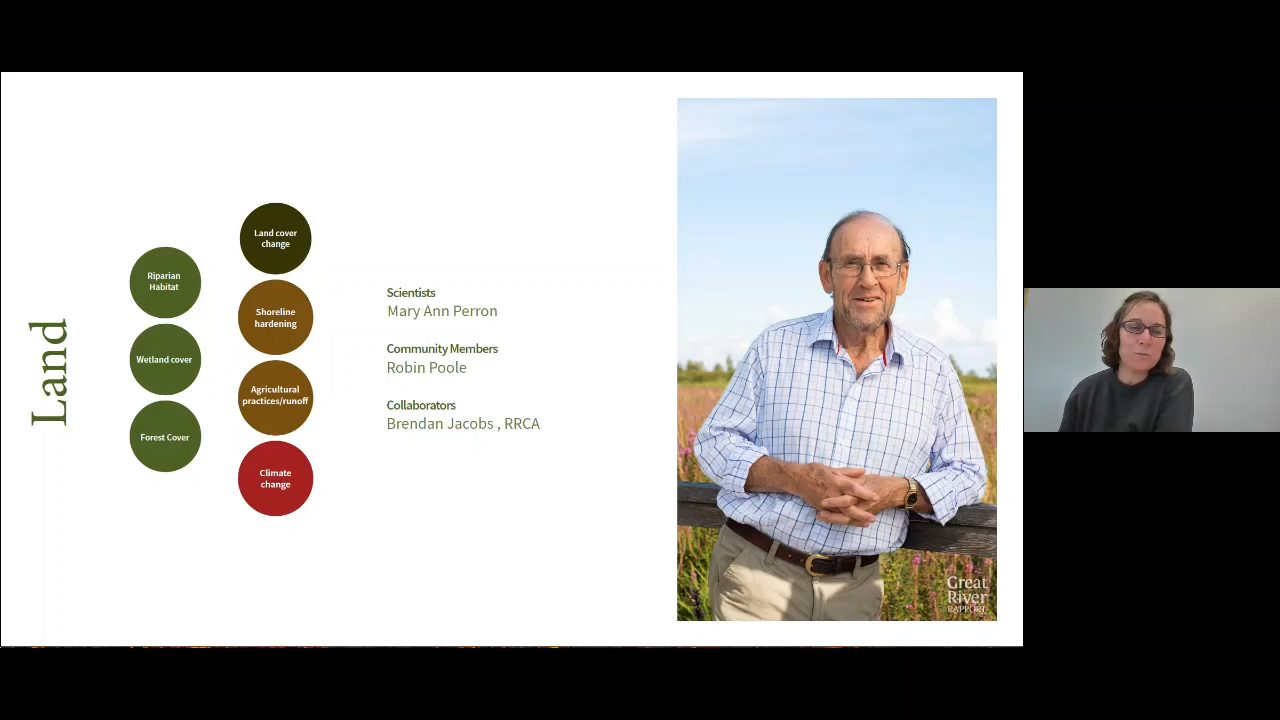 Land
Riparian
Habitat
Wetland cover
Forest Cover
Land cover
change
Shoreline
hardening
Agricultural
practices/runoff
Climate
change
Scientists
Mary Ann Perron
Community Members
Robin Poole
Collaborators
Brendan Jacobs , RRCA
Great
River
RAPPORT